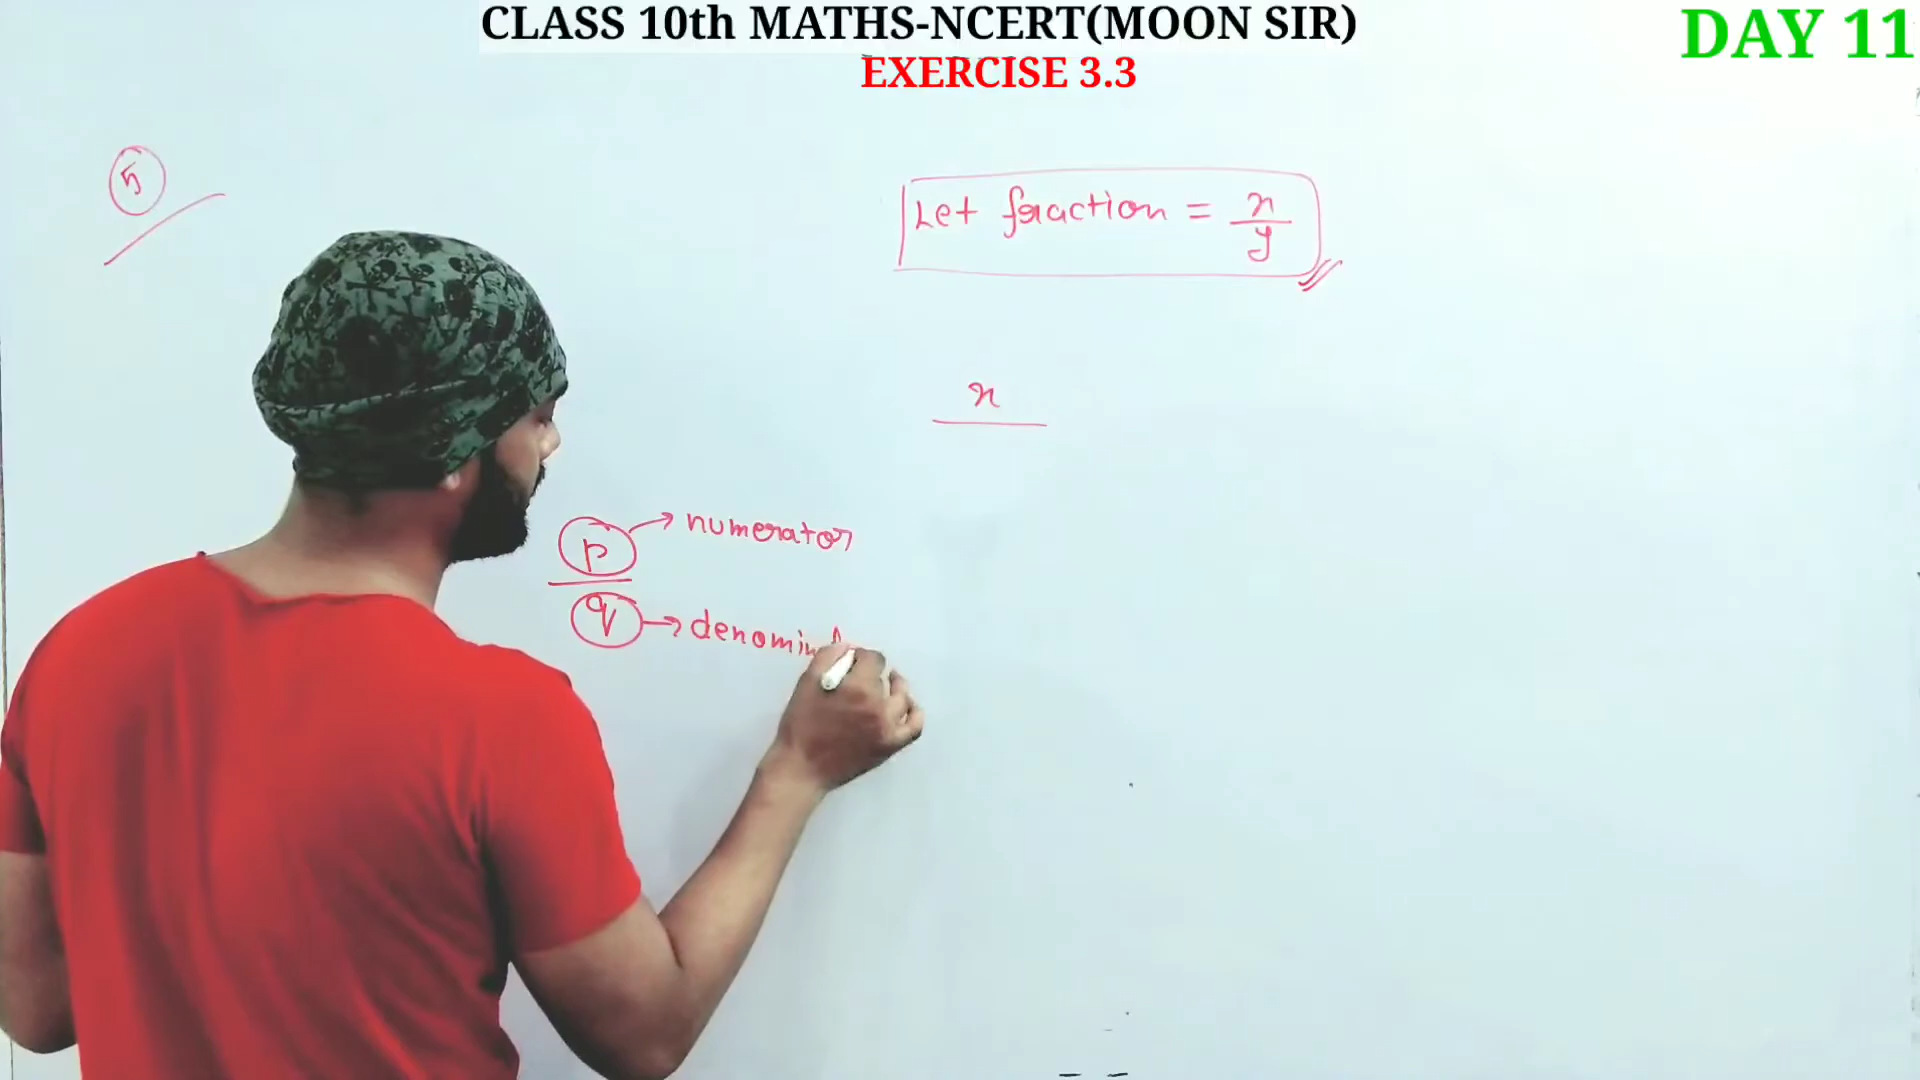 CLASS 10th MATHS-NCERT(MOON SIR)
DAY 11
EXERCISE 3.3
5
Let fraction = x/y
x
p → numerator
q → denomin